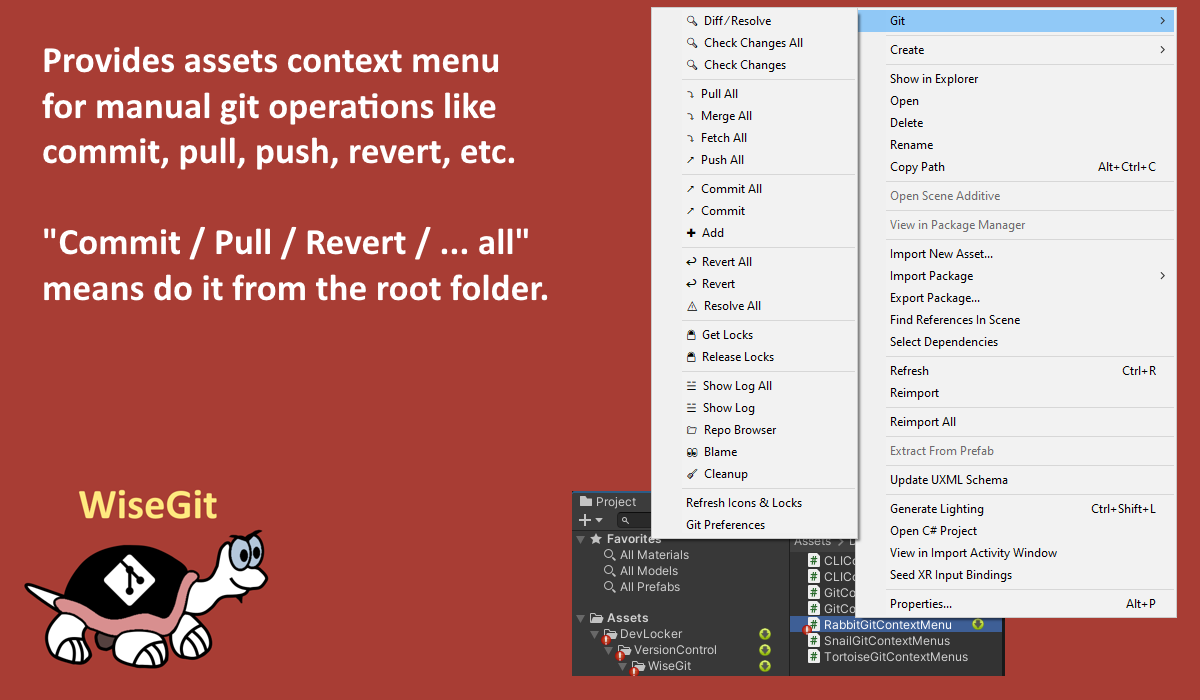 Provides assets context menu
for manual git operations like
commit, pull, push, revert, etc.
"Commit / Pull / Revert / ... all"
means do it from the root folder.
WiseGit
Diff/Resolve
Check Changes All
Check Changes
Pull All
Merge All
Fetch All
Push All
Commit All
Commit
Add
Revert All
Revert
Resolve All
Get Locks
Release Locks
Show Log All
Show Log
Repo Browser
Blame
Cleanup
Refresh Icons & Locks
Git Preferences
Git
Create
Show in Explorer
Open
Delete
Rename
Copy Path Alt+Ctrl+C
Open Scene Additive
View in Package Manager
Import New Asset...
Import Package
Export Package...
Find References In Scene
Select Dependencies
Refresh Ctrl+R
Reimport
Reimport All
Extract From Prefab
Update UXML Schema
Generate Lighting Ctrl+Shift+L
Open C# Project
View in Import Activity Window
Seed XR Input Bindings
Properties... Alt+P
Project
Favorites
All Materials
All Models
All Prefabs
Assets
DevLocker
VersionControl
WiseGit
Assets >
RabbitGitContextMenu
SnailGitContextMenus
TortoiseGitContextMenus